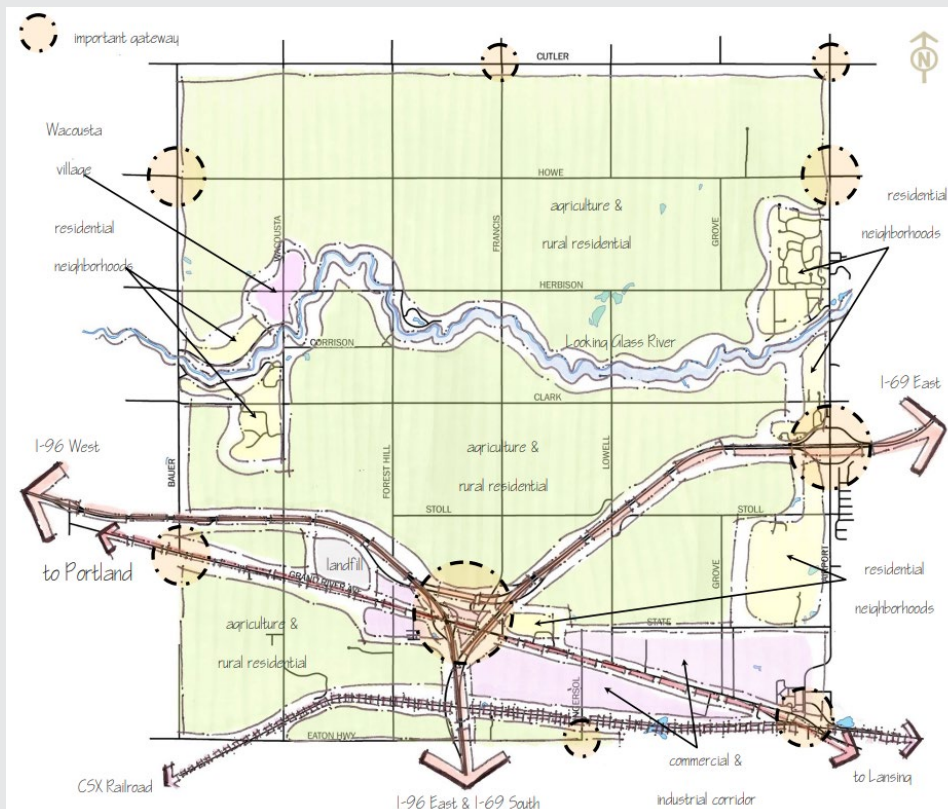 important gateway
N
CUTLER
Wacousta
village
HOWE
residential
neighborhoods
agriculture &
rural residential
residential
neighborhoods
WACOUSTA
FRANCIS
GROVE
HERBISON
Looking Glass River
CORRISON
CLARK
I-69 East
I-96 West
BAUER
FOREST HILL
agriculture &
rural residential
LOWELL
STOLL
STOLL
to Portland
landfill
GRAND RIVER AVE
GROVE
residential
neighborhoods
agriculture &
rural residential
STATE
EATON HWY
CSX Railroad
I-96 East & I-69 South
commercial &
industrial corridor
to Lansing